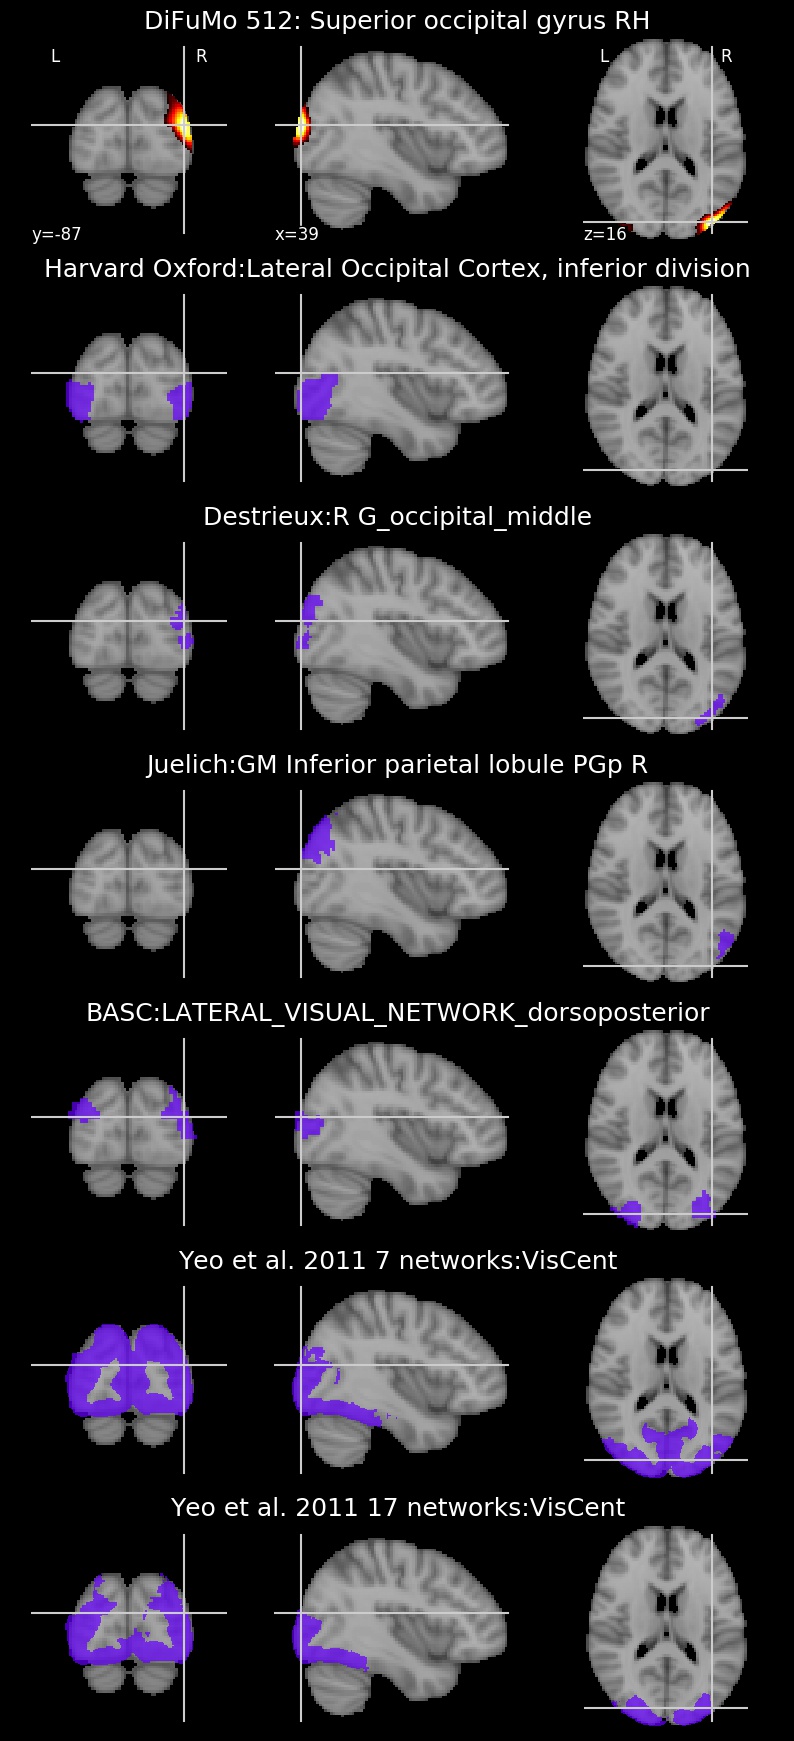 DiFuMo 512: Superior occipital gyrus RH
L R L R
y=-87 x=39 z=16
Harvard Oxford:Lateral Occipital Cortex, inferior division
Destrieux:R G_occipital_middle
Juelich:GM Inferior parietal lobule PGp R
BASC:LATERAL_VISUAL_NETWORK_dorsoposterior
Yeo et al. 2011 7 networks:VisCent
Yeo et al. 2011 17 networks:VisCent